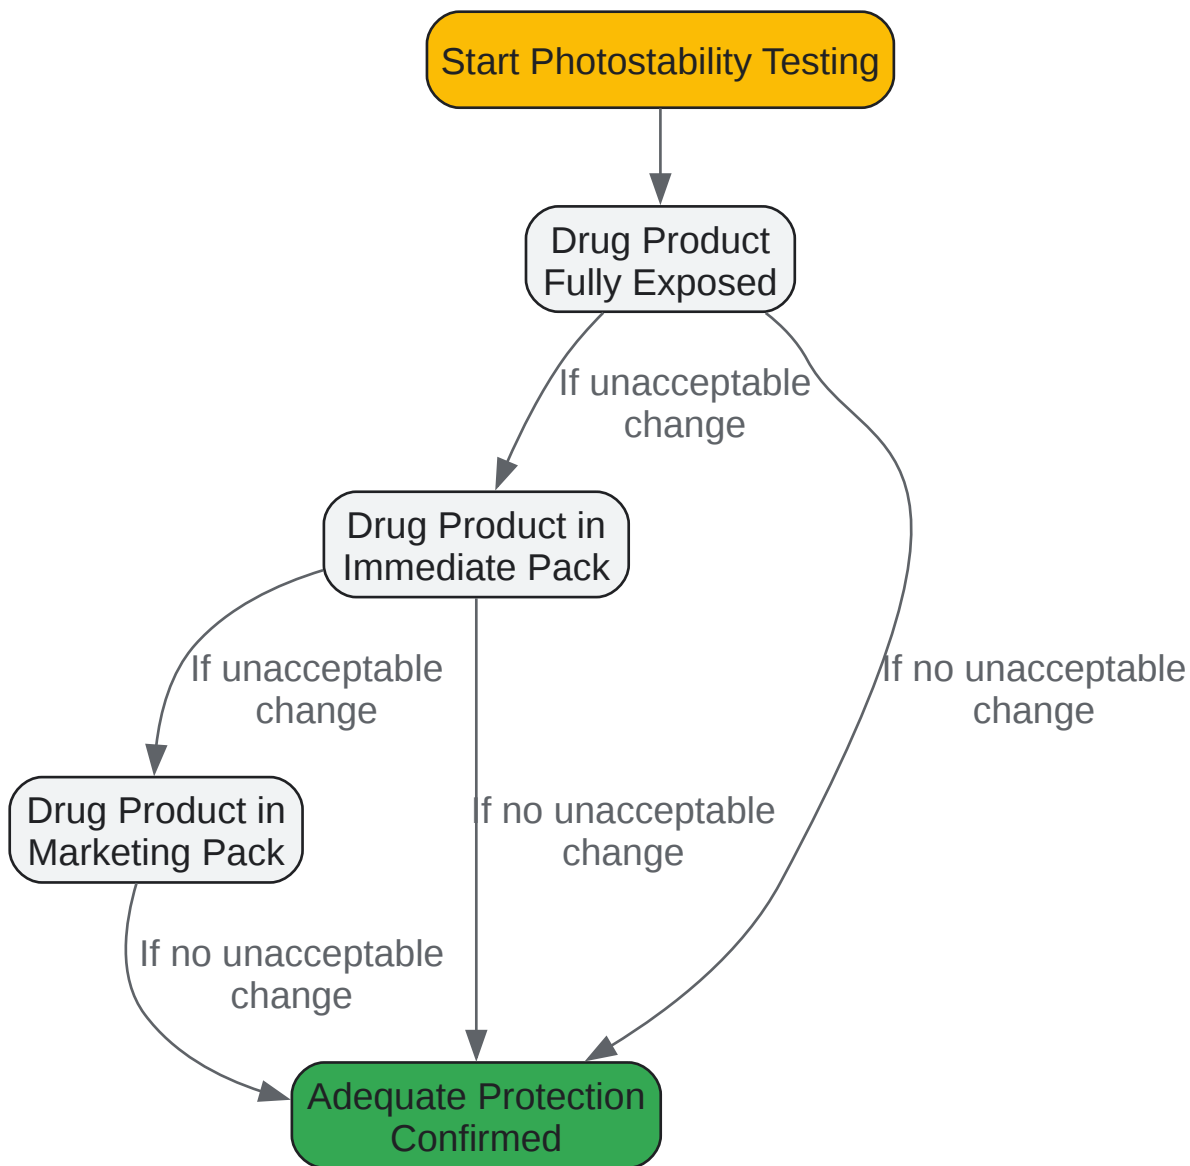 Start Photostability Testing
Drug Product
Fully Exposed
If unacceptable
change
Drug Product in
Immediate Pack
If unacceptable
change
If no unacceptable
change
Drug Product in
Marketing Pack
If no unacceptable
change
If no unacceptable
change
Adequate Protection
Confirmed